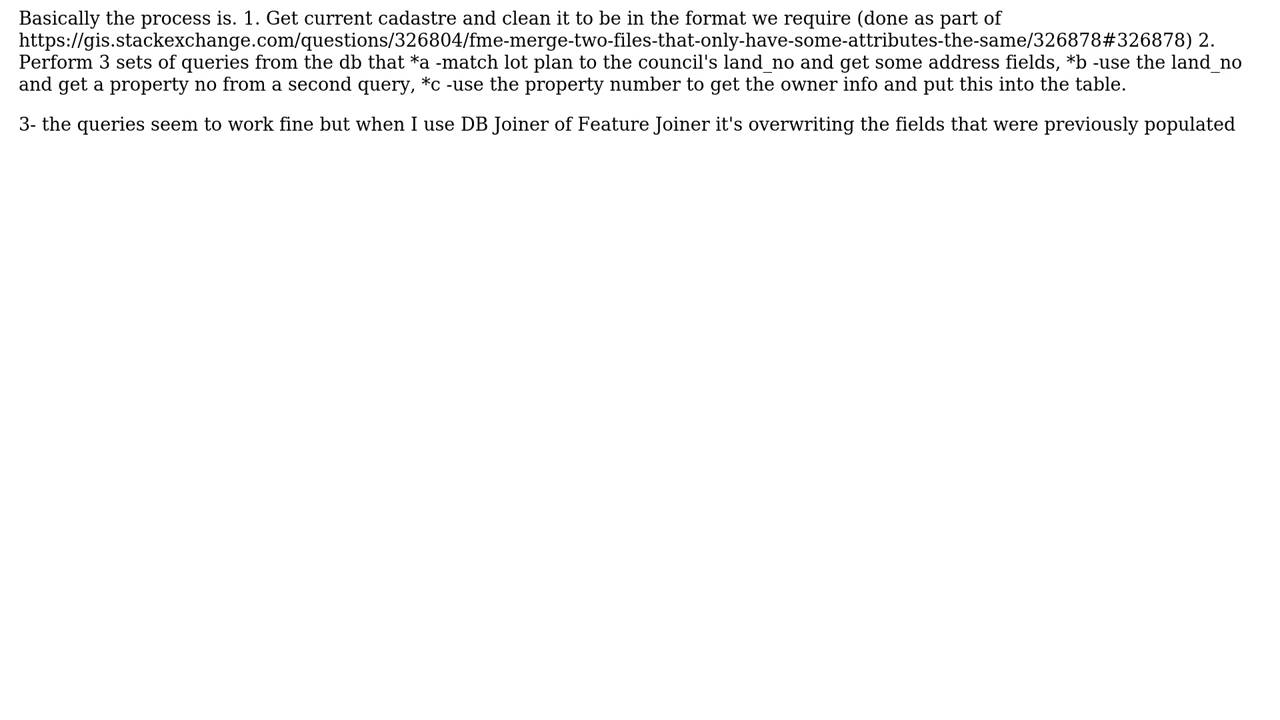 Basically the process is. 1. Get current cadastre and clean it to be in the format we require (done as part of
https://gis.stackexchange.com/questions/326804/fme-merge-two-files-that-only-have-some-attributes-the-same/326878#326878) 2.
Perform 3 sets of queries from the db that *a -match lot plan to the council's land_no and get some address fields, *b -use the land_no
and get a property no from a second query, *c -use the property number to get the owner info and put this into the table.
3- the queries seem to work fine but when I use DB Joiner of Feature Joiner it's overwriting the fields that were previously populated